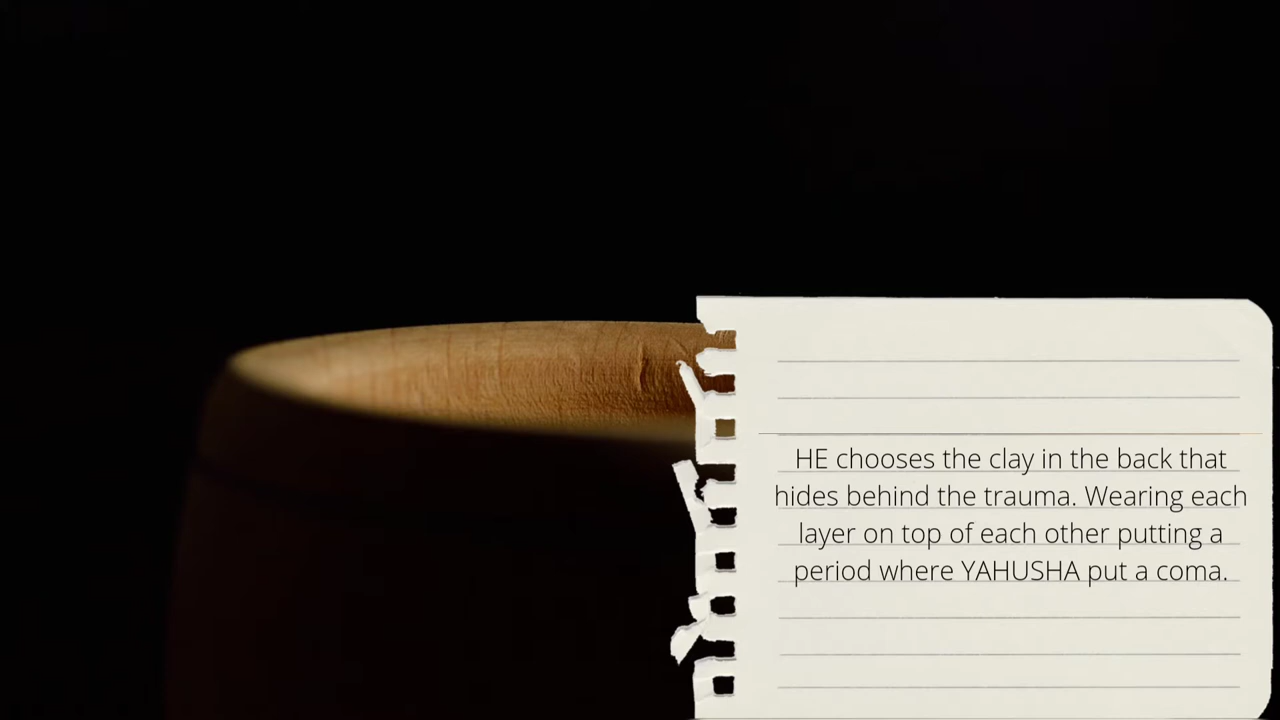 HE chooses the clay in the back that
hides behind the trauma. Wearing each
layer on top of each other putting a
period where YAHUSHA put a coma.